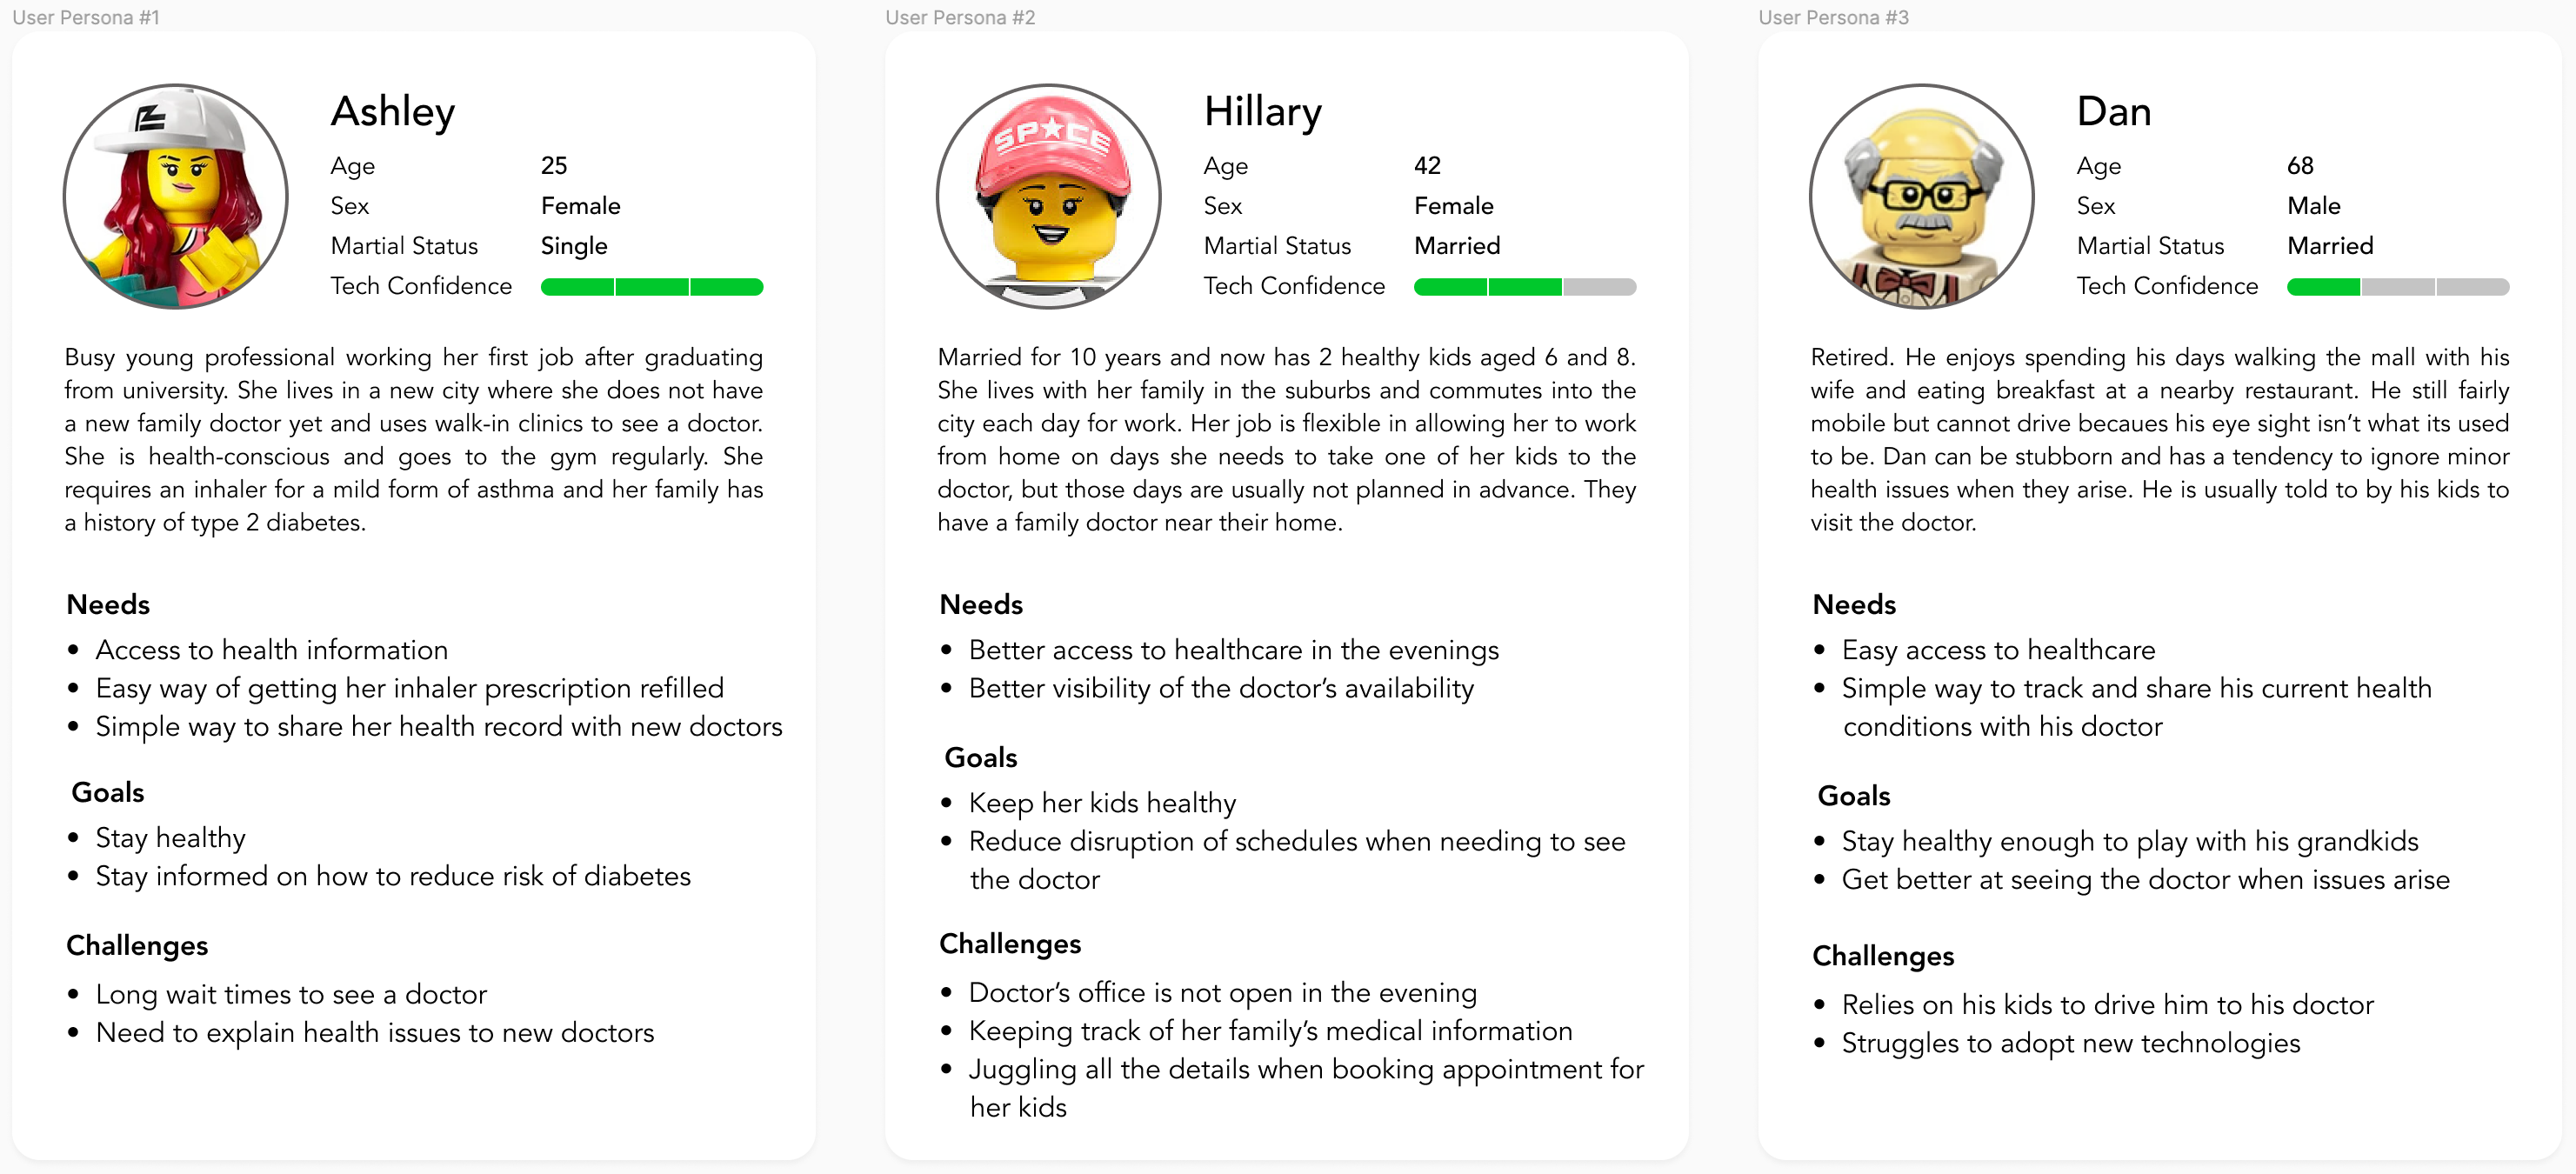 User Persona #1
Ashley
Age 25
Sex Female
Martial Status Single
Tech Confidence
Busy young professional working her first job after graduating
from university. She lives in a new city where she does not have
a new family doctor yet and uses walk-in clinics to see a doctor.
She is health-conscious and goes to the gym regularly. She
requires an inhaler for a mild form of asthma and her family has
a history of type 2 diabetes.
Needs
• Access to health information
• Easy way of getting her inhaler prescription refilled
• Simple way to share her health record with new doctors
Goals
• Stay healthy
• Stay informed on how to reduce risk of diabetes
Challenges
• Long wait times to see a doctor
• Need to explain health issues to new doctors
User Persona #2
SP★CE
Hillary
Age 42
Sex Female
Martial Status Married
Tech Confidence
Married for 10 years and now has 2 healthy kids aged 6 and 8.
She lives with her family in the suburbs and commutes into the
city each day for work. Her job is flexible in allowing her to work
from home on days she needs to take one of her kids to the
doctor, but those days are usually not planned in advance. They
have a family doctor near their home.
Needs
• Better access to healthcare in the evenings
• Better visibility of the doctor’s availability
Goals
• Keep her kids healthy
• Reduce disruption of schedules when needing to see
the doctor
Challenges
• Doctor’s office is not open in the evening
• Keeping track of her family’s medical information
• Juggling all the details when booking appointment for
her kids
User Persona #3
Dan
Age 68
Sex Male
Martial Status Married
Tech Confidence
Retired. He enjoys spending his days walking the mall with his
wife and eating breakfast at a nearby restaurant. He still fairly
mobile but cannot drive becaues his eye sight isn’t what its used
to be. Dan can be stubborn and has a tendency to ignore minor
health issues when they arise. He is usually told to by his kids to
visit the doctor.
Needs
• Easy access to healthcare
• Simple way to track and share his current health
conditions with his doctor
Goals
• Stay healthy enough to play with his grandkids
• Get better at seeing the doctor when issues arise
Challenges
• Relies on his kids to drive him to his doctor
• Struggles to adopt new technologies